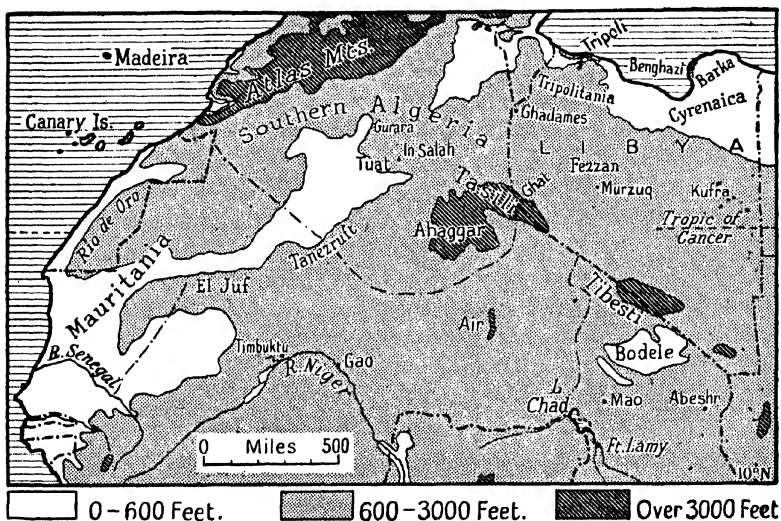 Madeira
Atlas Mts.
Tripoli
Benghazi
Barka
Cyrenaica
Tripolitania
Canary Is.
Southern Algeria
Gurara
Ghadames
In Salah
Tuat
LIBYA
Fezzan
Murzuq
Kufra
Tassili
Ghat
Rio de Oro
Ahaggar
Tropic of
Cancer
Tanezruft
Mauritania
El Juf
Tibesti
Air
Bodele
R. Senegal
Timbuktu
Gao
R. Niger
L.
Chad
Mao
Abeshr
Ft. Lamy
0 Miles 500
10°N
0-600 Feet.
600-3000 Feet.
Over 3000 Feet